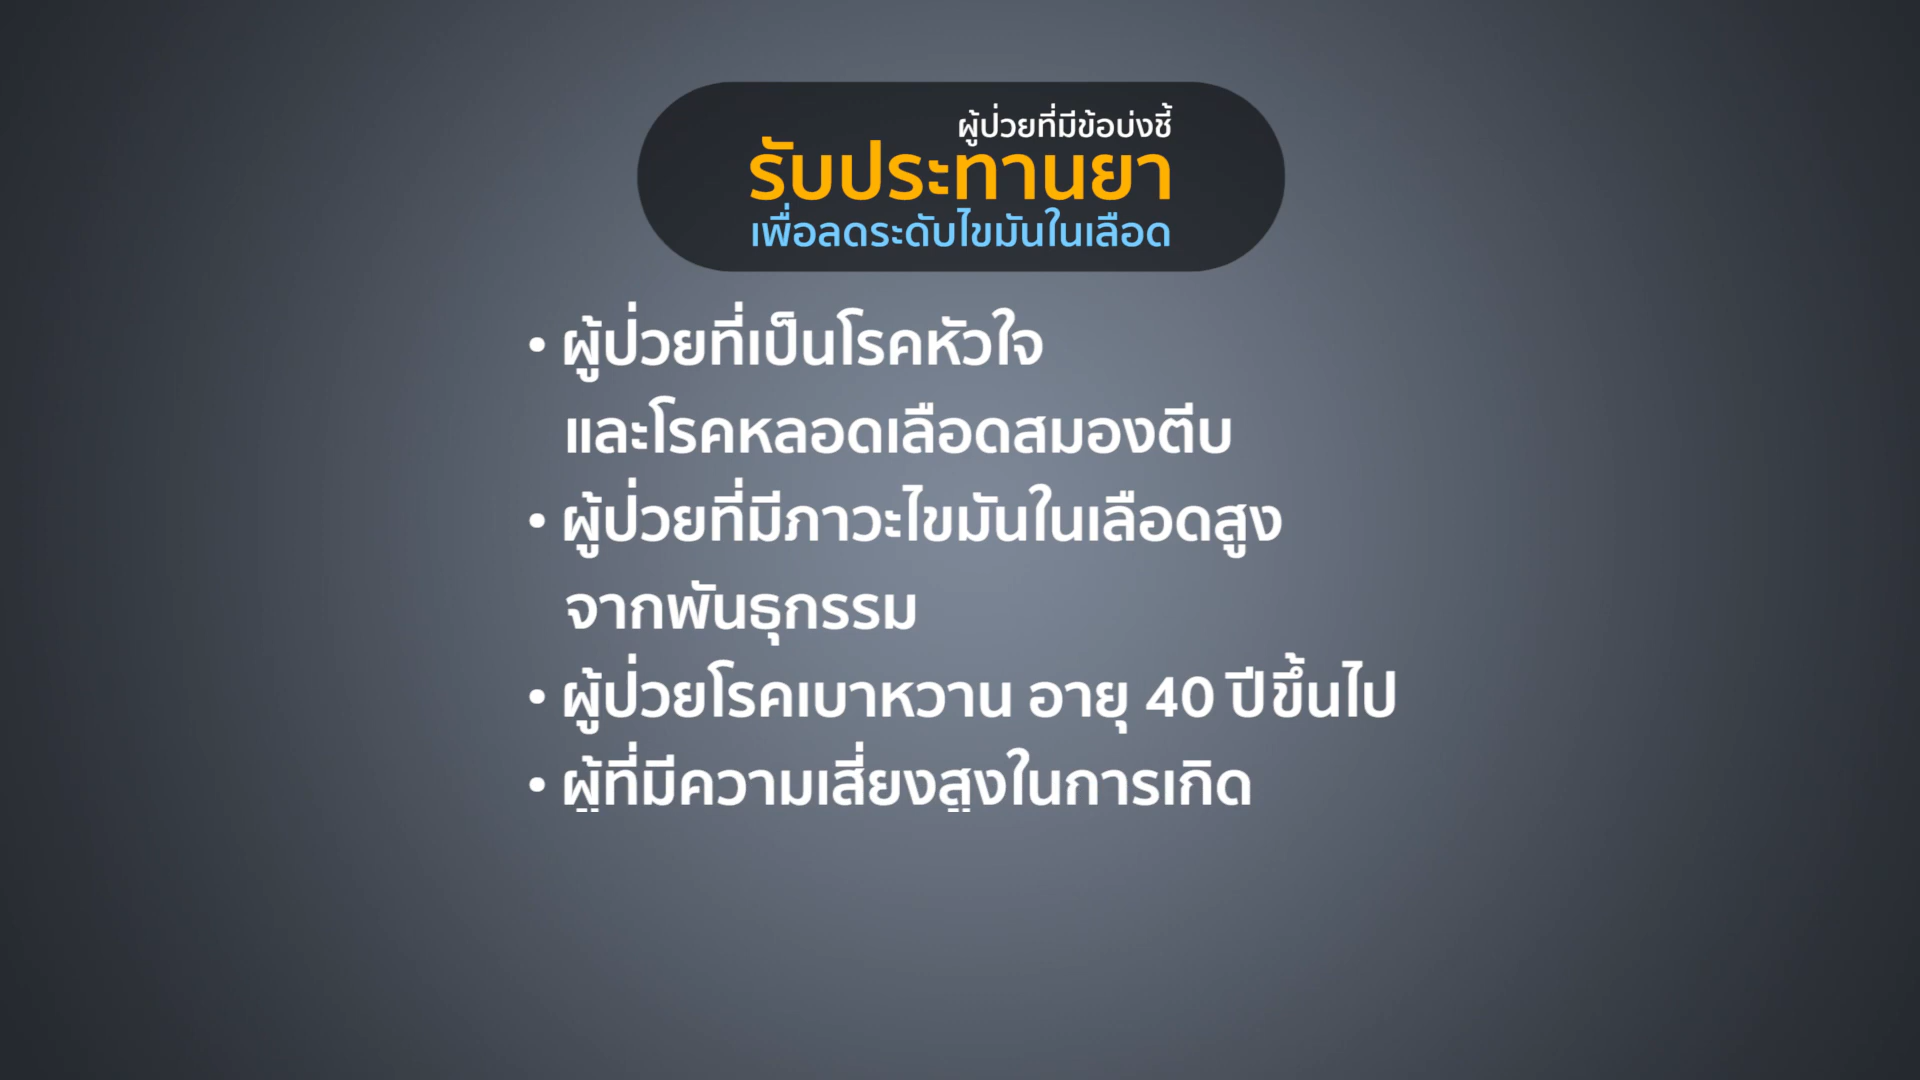 ผู้ป่วยที่มีข้อบ่งชี้
รับประทานยา
เพื่อลดระดับไขมันในเลือด
• ผู้ป่วยที่เป็นโรคหัวใจ
และโรคหลอดเลือดสมองตีบ
• ผู้ป่วยที่มีภาวะไขมันในเลือดสูง
จากพันธุกรรม
• ผู้ป่วยโรคเบาหวาน อายุ 40 ปีขึ้นไป
• ผู้ที่มีความเสี่ยงสูงในการเกิด